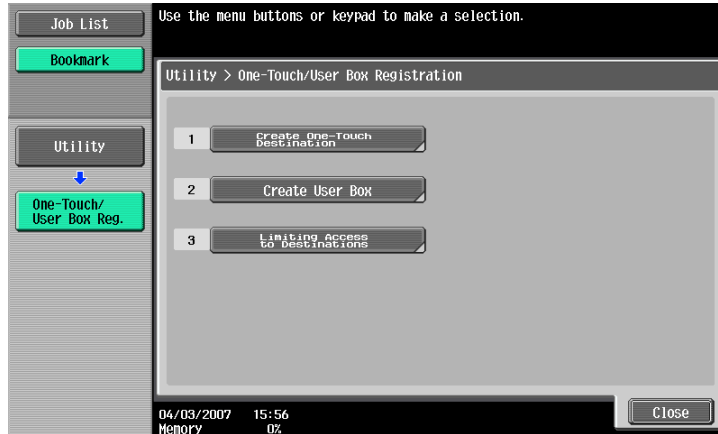 Job List
Bookmark
Utility
One-Touch/
User Box Reg.
Use the menu buttons or keypad to make a selection.
Utility > One-Touch/User Box Registration
1
Create One-Touch
Destination
2
Create User Box
3
Limiting Access
to Destinations
04/03/2007 15:56
Memory 0%
Close